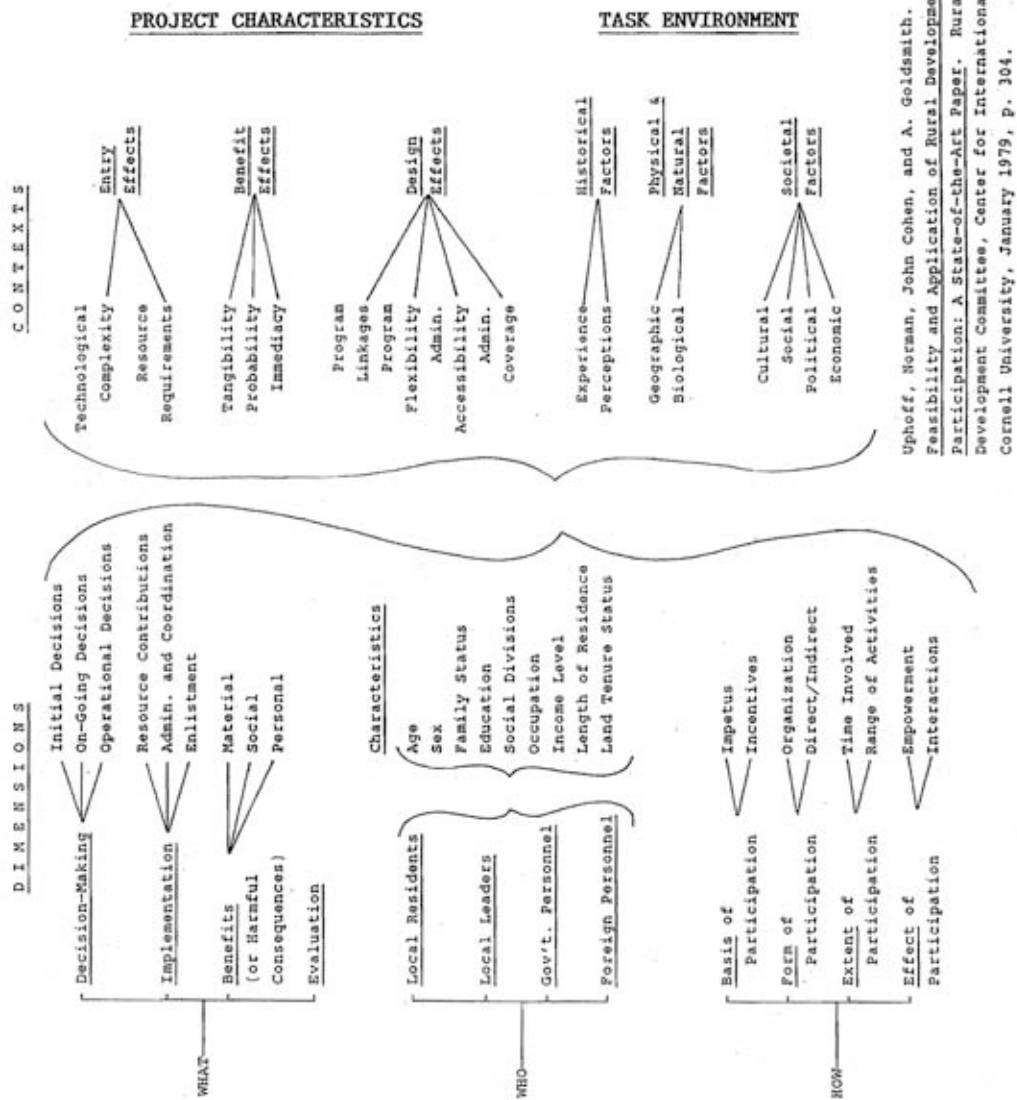 PROJECT CHARACTERISTICS
TASK ENVIRONMENT
DIMENSIONS
CONTEXTS
WHAT
Decision-Making
Initial Decisions
On-Going Decisions
Operational Decisions
Implementation
Resource Contributions
Admin. and Coordination
Enlistment
Benefits
(or Harmful
Consequences)
Material
Social
Personal
Evaluation
WHO
Local Residents
Local Leaders
Gov't. Personnel
Foreign Personnel
Characteristics
Age
Sex
Family Status
Education
Social Divisions
Occupation
Income Level
Length of Residence
Land Tenure Status
HOW
Basis of
Participation
Impetus
Incentives
Form of
Participation
Organization
Direct/Indirect
Extent of
Participation
Time Involved
Range of Activities
Effect of
Participation
Empowerment
Interactions
Technological
Complexity
Resource
Requirements
Entry
Effects
Tangibility
Probability
Immediacy
Benefit
Effects
Program
Linkages
Program
Flexibility
Admin.
Accessibility
Admin.
Coverage
Design
Effects
Experience
Perceptions
Historical
Factors
Geographic
Biological
Physical &
Natural
Factors
Cultural
Social
Political
Economic
Societal
Factors
Uphoff, Norman, John Cohen, and A. Goldsmith.
Feasibility and Application of Rural
Participation: A State-of-the-Art Paper.
Development Committee, Center for
Cornell University, January 1979, p. 304.